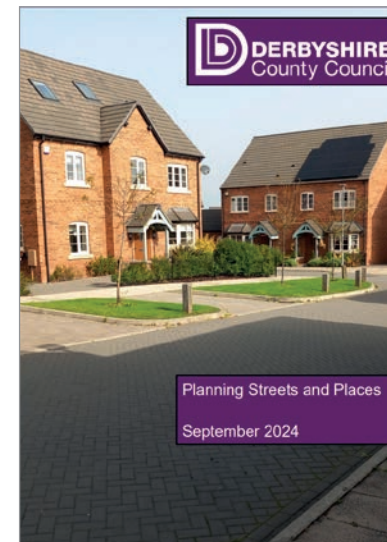 DERBYSHIRE
County Council
Planning Streets and Places
September 2024